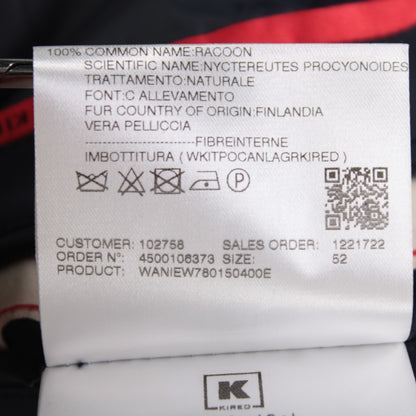 100% COMMON NAME:RACOON
SCIENTIFIC NAME:NYCTEREUTES PROCYONOIDES
TRATTAMENTO:NATURALE
FONT:C ALLEVAMENTO
FUR COUNTRY OF ORIGIN:FINLANDIA
VERA PELLICCIA
--------------------------FIBREINTERNE
IMBOTTITURA ( WKITPOCANLAGRKIRED )
P
CUSTOMER: 102758 SALES ORDER: 1221722
ORDER N°: 4500106373 SIZE: 52
PRODUCT: WANIEW780150400E
K
KIRED